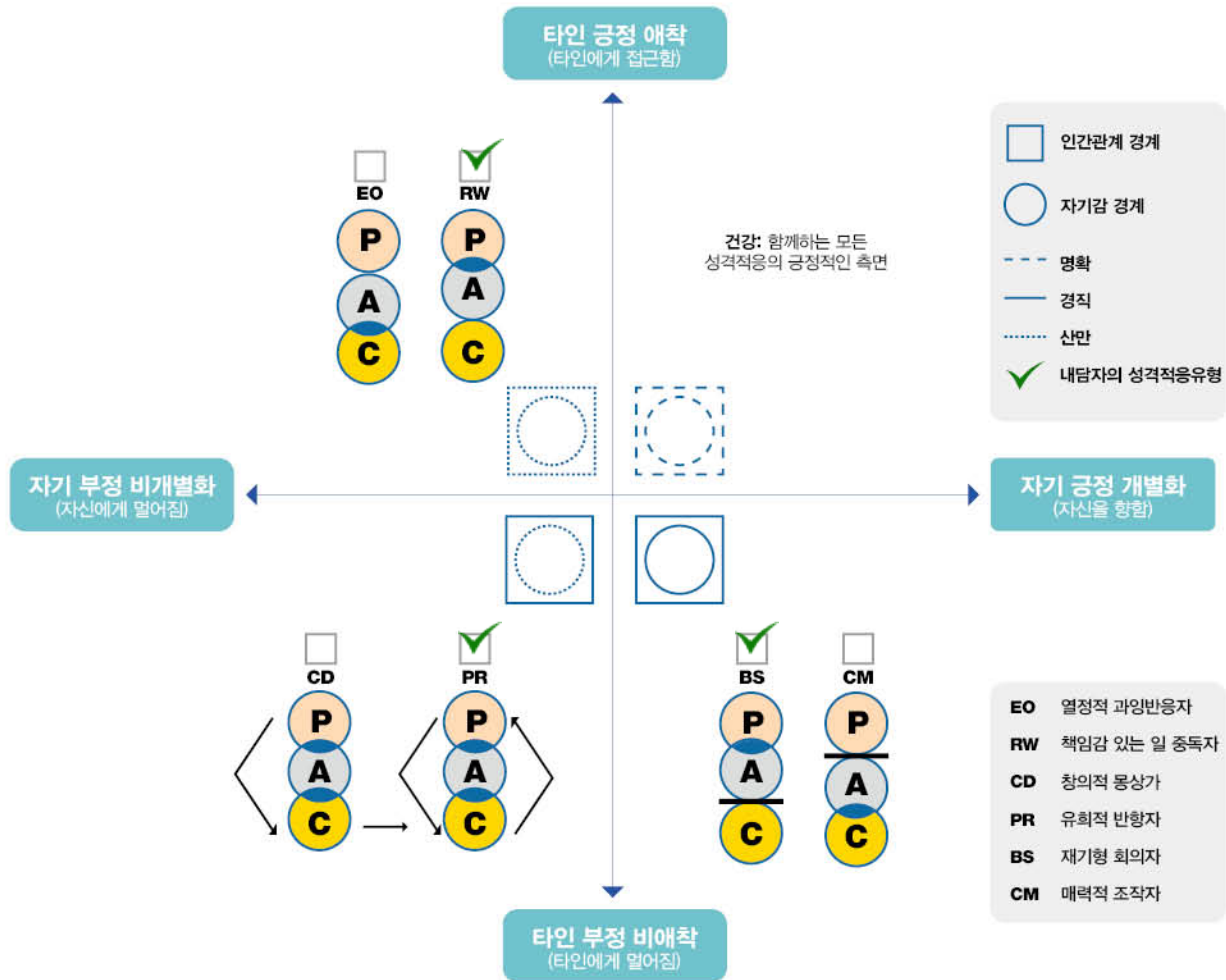 타인 긍정 애착
(타인에게 접근함)
EO
RW
P
P
A
A
C
C
건강: 함께하는 모든
성격적응의 긍정적인 측면
인간관계 경계
자기감 경계
명확
경직
산만
내담자의 성격적응유형
자기 부정 비개별화
(자신에게 멀어짐)
자기 긍정 개별화
(자신을 향함)
CD
PR
BS
CM
P
P
P
P
A
A
A
A
C
C
C
C
EO 열정적 과잉반응자
RW 책임감 있는 일 중독자
CD 창의적 몽상가
PR 유희적 반항자
BS 재기형 회의자
CM 매력적 조작자
타인 부정 비애착
(타인에게 멀어짐)